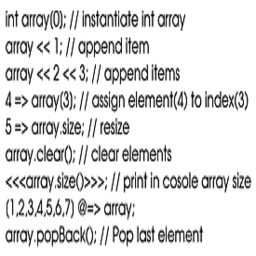 int array(0); // instantiate int array
array << 1; // append item
array << 2 << 3; // append items
4 => array(3); // assign element(4) to index(3)
5 => array.size; // resize
array.clear(); // clear elements
<<<array.size()>>>; // print in cosole array size
(1,2,3,4,5,6,7) @=> array;
array.popBack(); // Pop last element